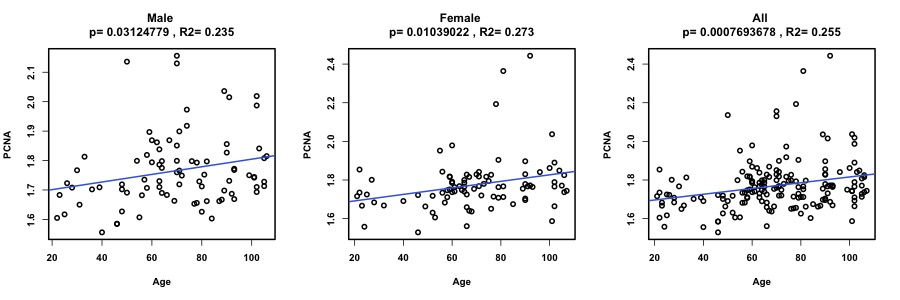 Male
p= 0.03124779 , R2= 0.235
PCNA
2.1
2.0
1.9
1.8
1.7
1.6
20 40 60 80 100
Age
Female
p= 0.01039022 , R2= 0.273
PCNA
2.4
2.2
2.0
1.8
1.6
20 40 60 80 100
Age
All
p= 0.0007693678 , R2= 0.255
PCNA
2.4
2.2
2.0
1.8
1.6
20 40 60 80 100
Age